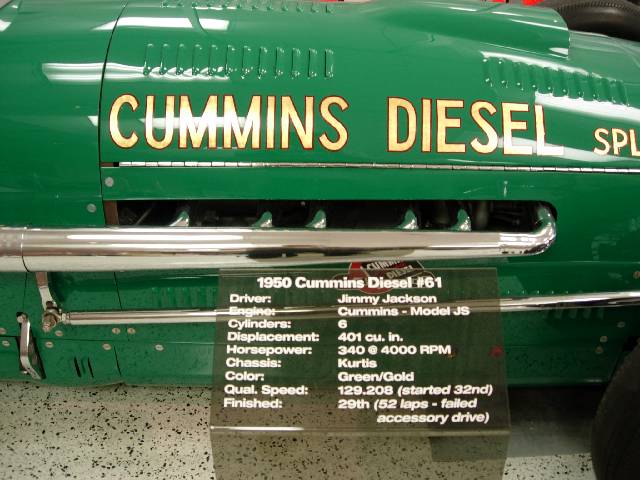 CUMMINS DIESEL SPL
CUMMINS
DIESEL
1950 Cummins Diesel #61
Driver: Jimmy Jackson
Engine: Cummins - Model JS
Cylinders: 6
Displacement: 401 cu. in.
Horsepower: 340 @ 4000 RPM
Chassis: Kurtis
Color: Green/Gold
Qual. Speed: 129.208 (started 32nd)
Finished: 29th (52 laps - failed
accessory drive)